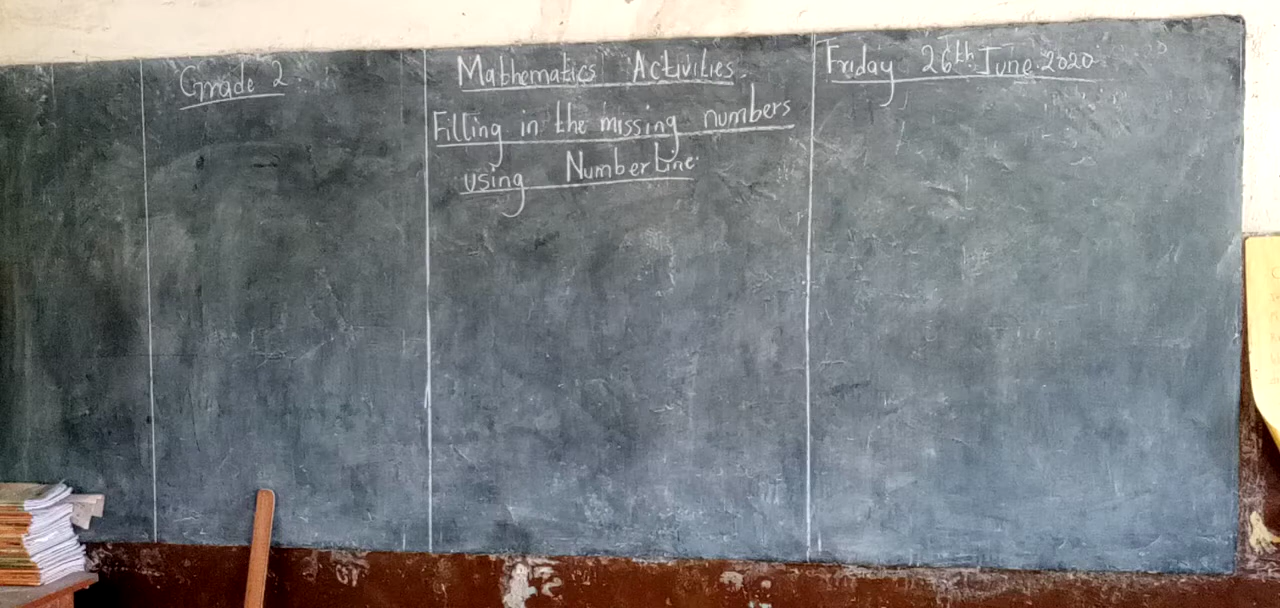 Grade 2
Mathematics Activities.
Filling in the missing numbers
using Number Line.
Friday 26th June 2020